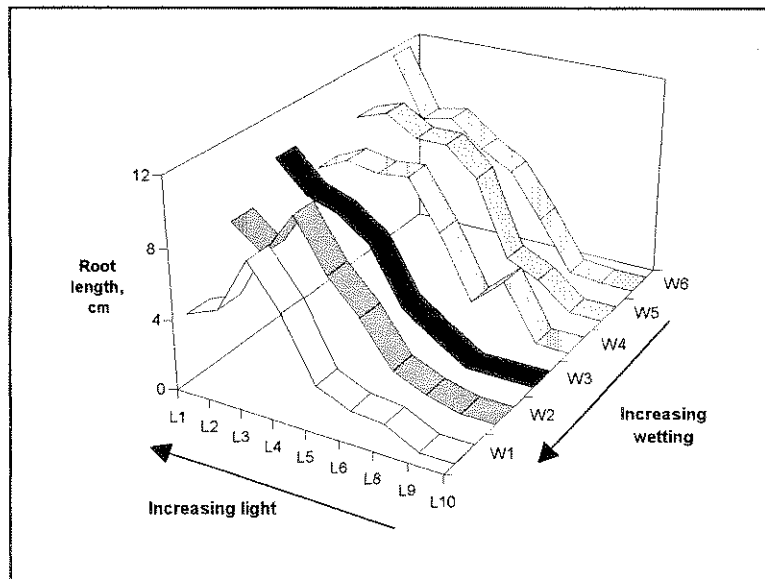 12
8
4
0
Root
length,
cm
L1
L2
L3
L4
L5
L6
L8
L9
L10
W1
W2
W3
W4
W5
W6
Increasing light
Increasing
wetting